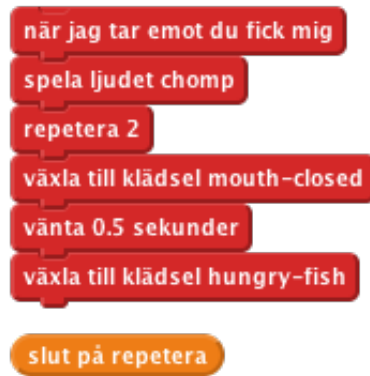 när jag tar emot du fick mig
spela ljudet chomp
repetera 2
växla till klädsel mouth-closed
vänta 0.5 sekunder
växla till klädsel hungry-fish
slut på repetera